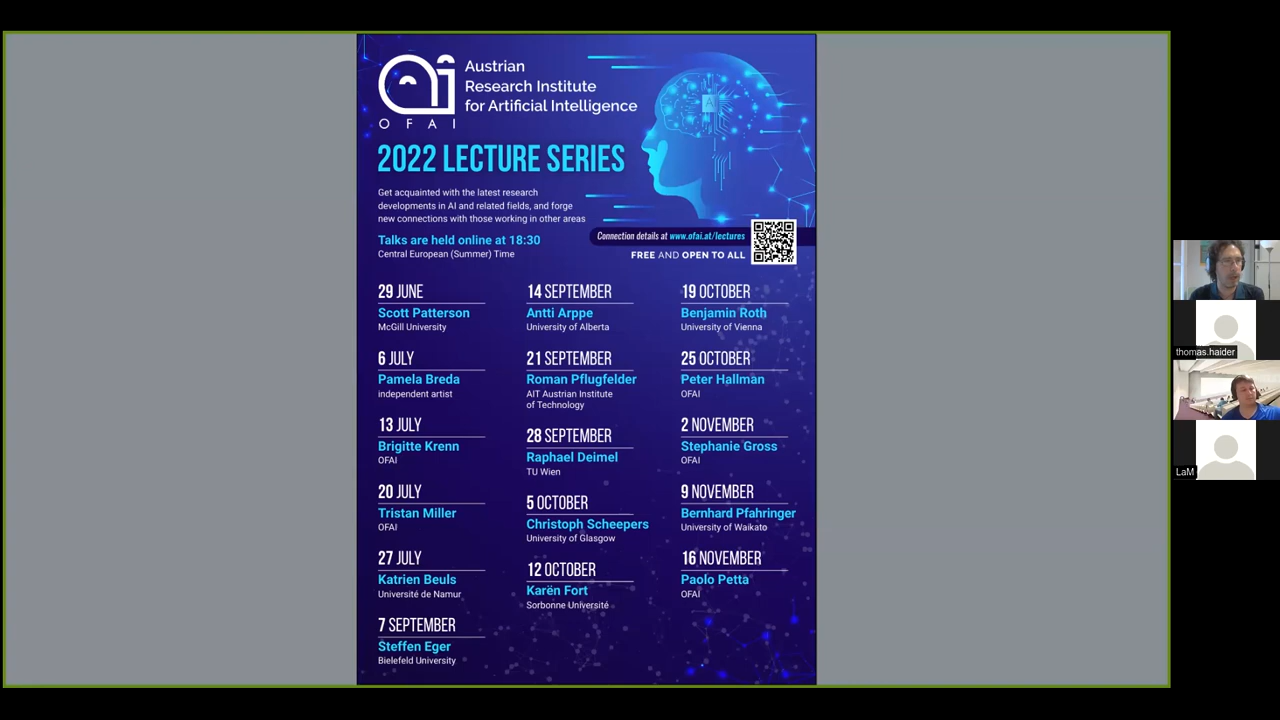 Austrian
Research Institute
for Artificial Intelligence
OFAI
2022 LECTURE SERIES
Get acquainted with the latest research
developments in AI and related fields, and forge
new connections with those working in other areas
Talks are held online at 18:30
Central European (Summer) Time
Connection details at www.ofai.at/lectures
FREE AND OPEN TO ALL
29 JUNE
Scott Patterson
McGill University
6 JULY
Pamela Breda
independent artist
13 JULY
Brigitte Krenn
OFAI
20 JULY
Tristan Miller
OFAI
27 JULY
Katrien Beuls
Université de Namur
7 SEPTEMBER
Steffen Eger
Bielefeld University
14 SEPTEMBER
Antti Arppe
University of Alberta
21 SEPTEMBER
Roman Pflugfelder
AIT Austrian Institute
of Technology
28 SEPTEMBER
Raphael Deimel
TU Wien
5 OCTOBER
Christoph Scheepers
University of Glasgow
12 OCTOBER
Karën Fort
Sorbonne Université
19 OCTOBER
Benjamin Roth
University of Vienna
25 OCTOBER
Peter Hallman
OFAI
2 NOVEMBER
Stephanie Gross
OFAI
9 NOVEMBER
Bernhard Pfahringer
University of Waikato
16 NOVEMBER
Paolo Petta
OFAI
thomas.haider
LaM